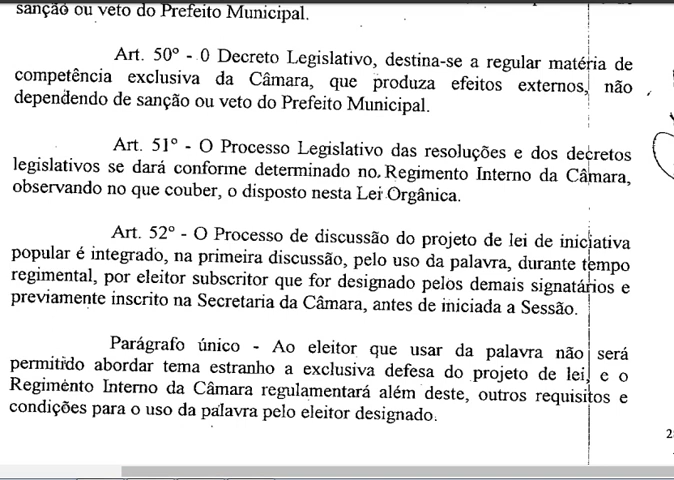 sanção ou veto do Prefeito Municipal.
Art. 50º - 0 Decreto Legislativo, destina-se a regular matéria de
competência exclusiva da Câmara, que produza efeitos externos, não
dependendo de sanção ou veto do Prefeito Municipal.
Art. 51º - O Processo Legislativo das resoluções e dos decretos
legislativos se dará conforme determinado no Regimento Interno da Câmara,
observando no que couber, o disposto nesta Lei Orgânica.
Art. 52º - O Processo de discussão do projeto de lei de iniciativa
popular é integrado, na primeira discussão, pelo uso da palavra, durante tempo
regimental, por eleitor subscritor que for designado pelos demais signatários e
previamente inscrito na Secretaria da Câmara, antes de iniciada a Sessão.
Parágrafo único - Ao eleitor que usar da palavra não será
permitido abordar tema estranho a exclusiva defesa do projeto de lei, e o
Regimento Interno da Câmara regulamentará além deste, outros requisitos e
condições para o uso da palavra pelo eleitor designado.